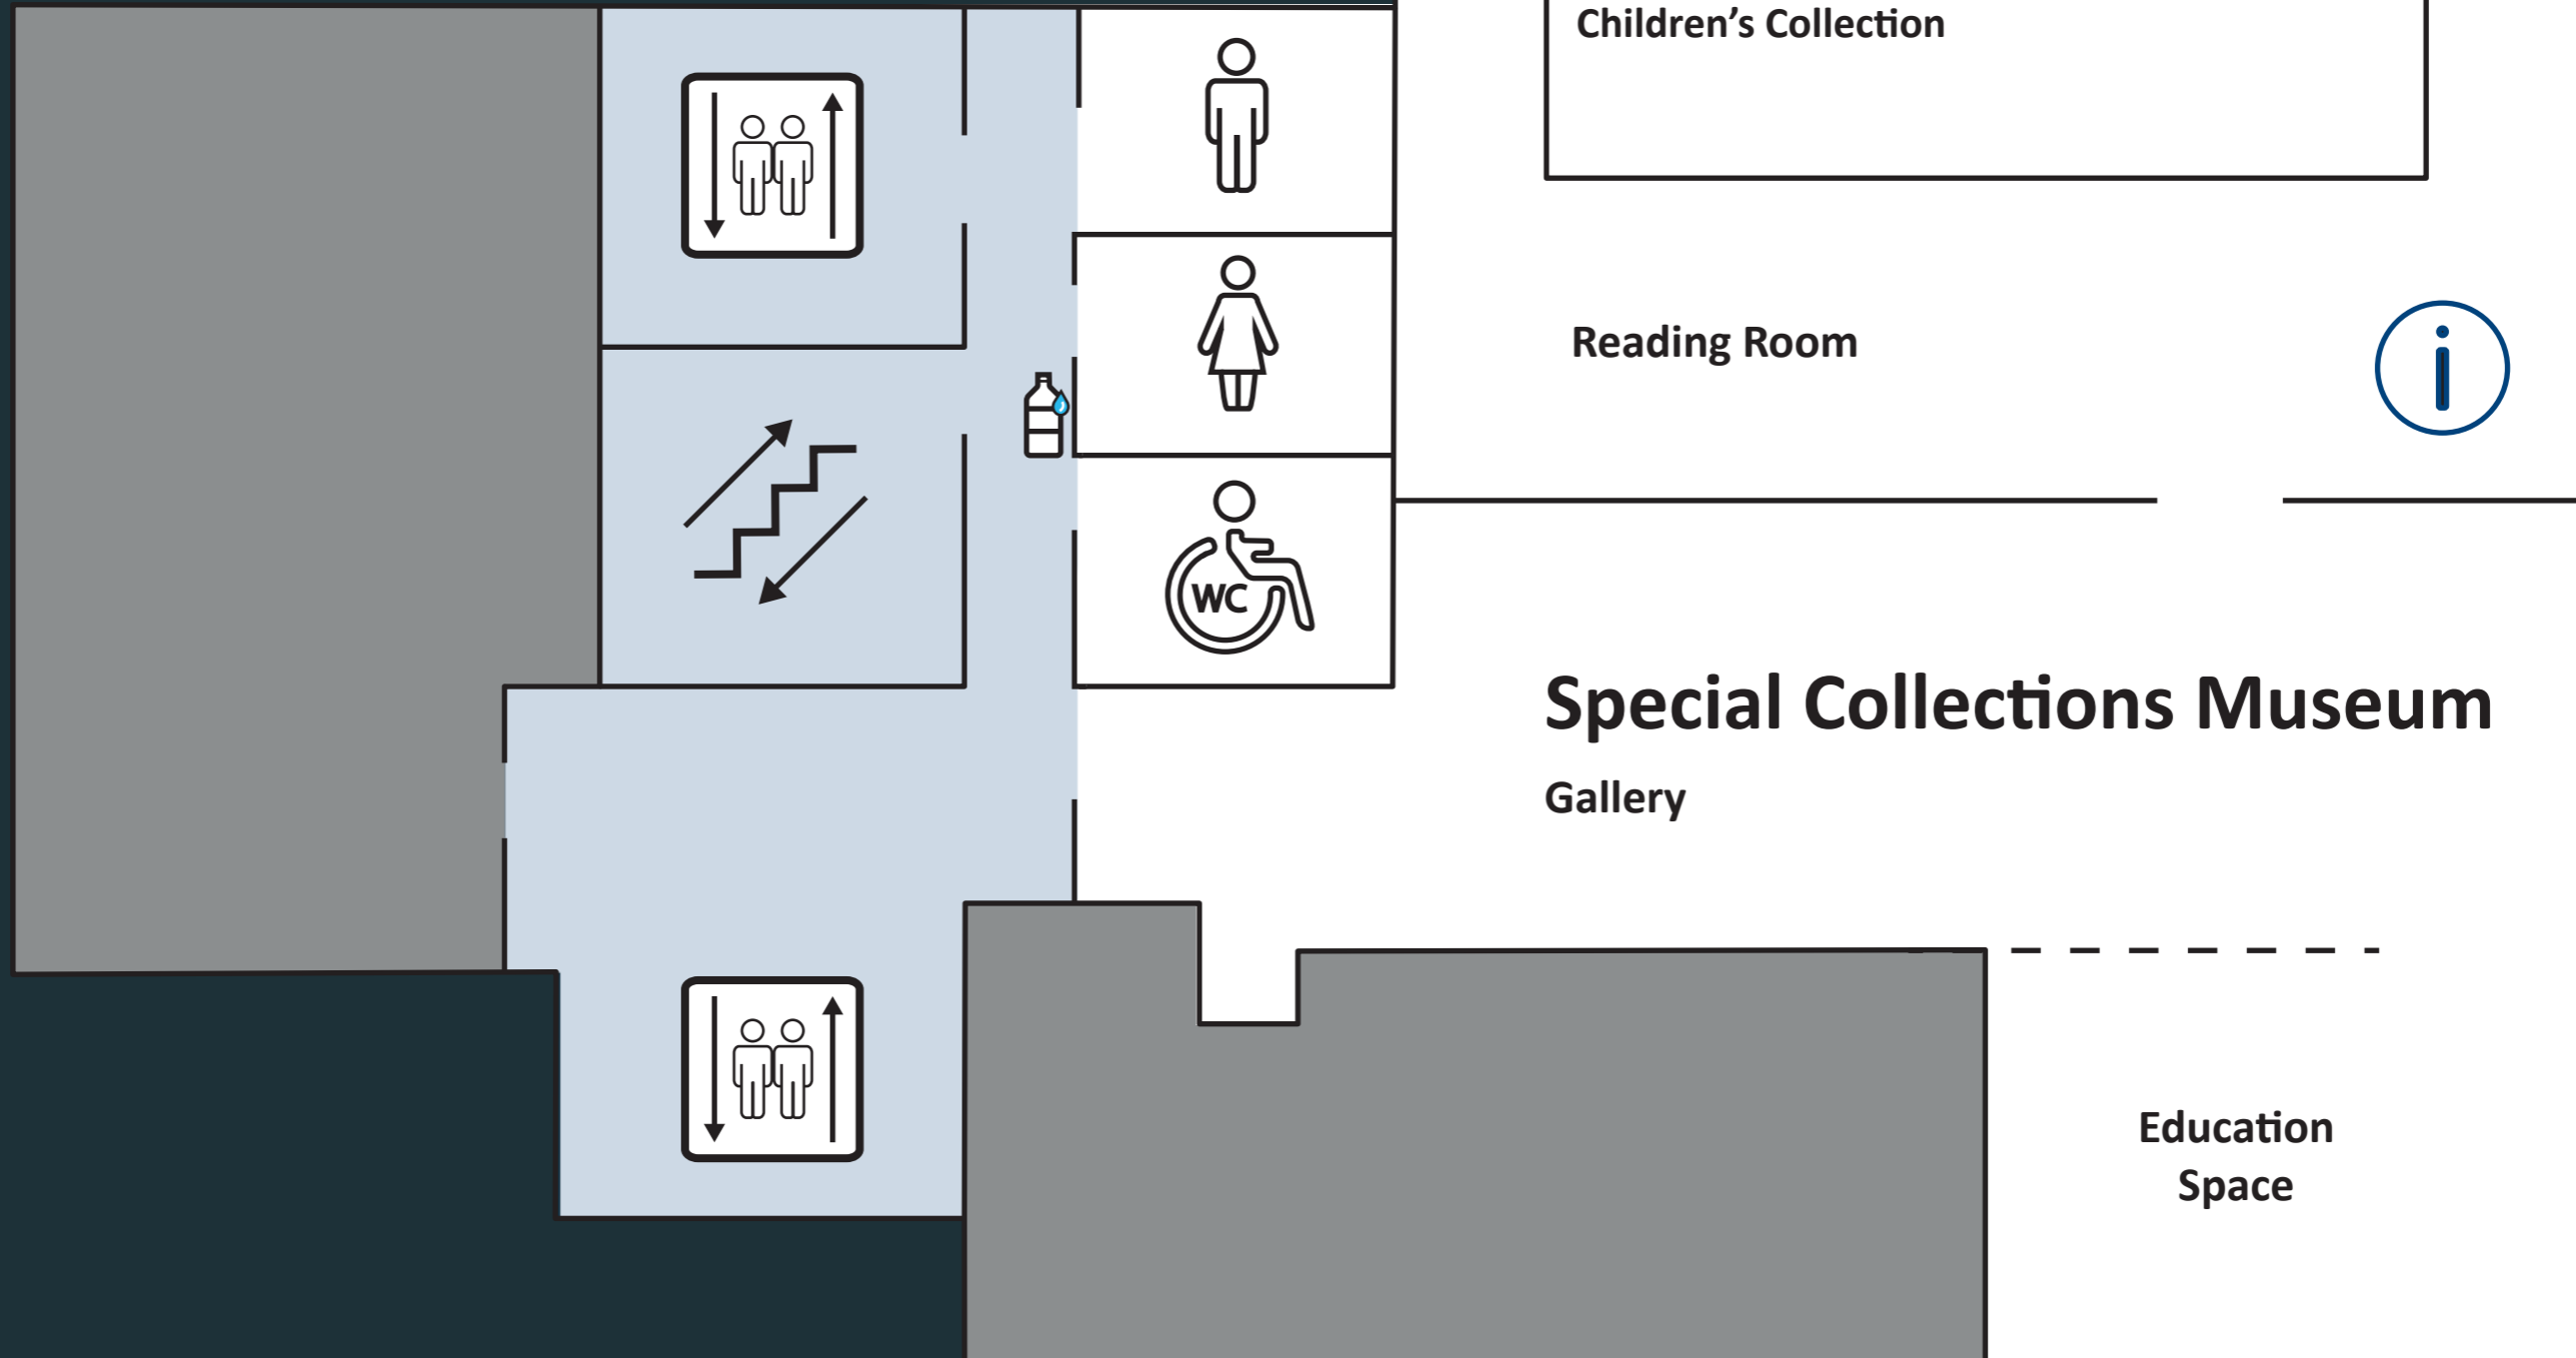 Children’s Collection
Reading Room
i
WC
Special Collections Museum
Gallery
Education
Space